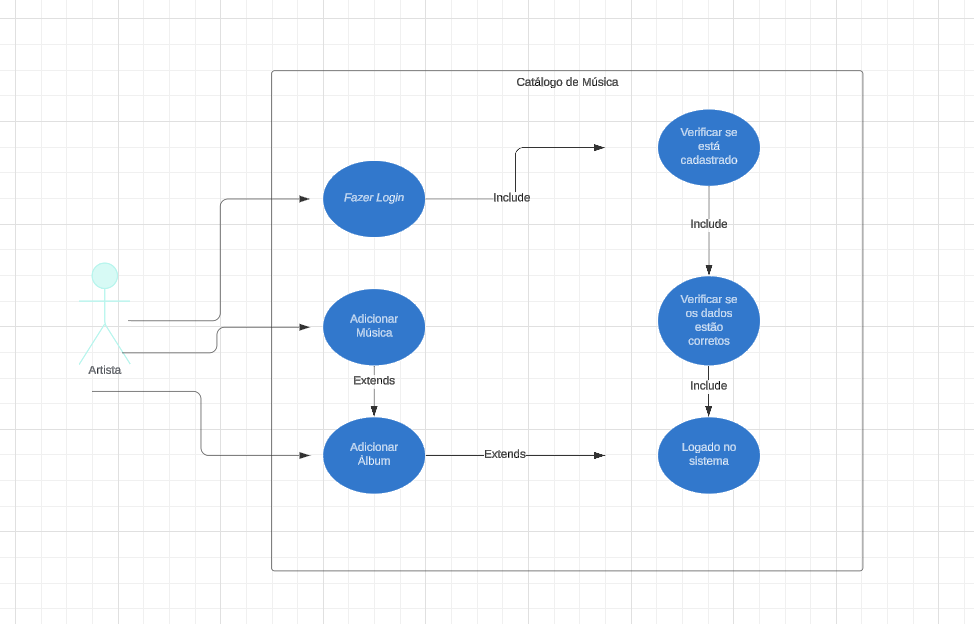 Catálogo de Música
Verificar se
está
cadastrado
Fazer Login
Include
Include
Verificar se
os dados
estão
corretos
Adicionar
Música
Artista
Extends
Include
Adicionar
Álbum
Extends
Logado no
sistema